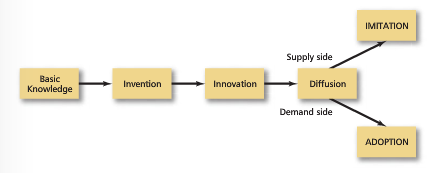 IMITATION
Supply side
Basic
Knowledge
Invention
Innovation
Diffusion
Demand side
ADOPTION